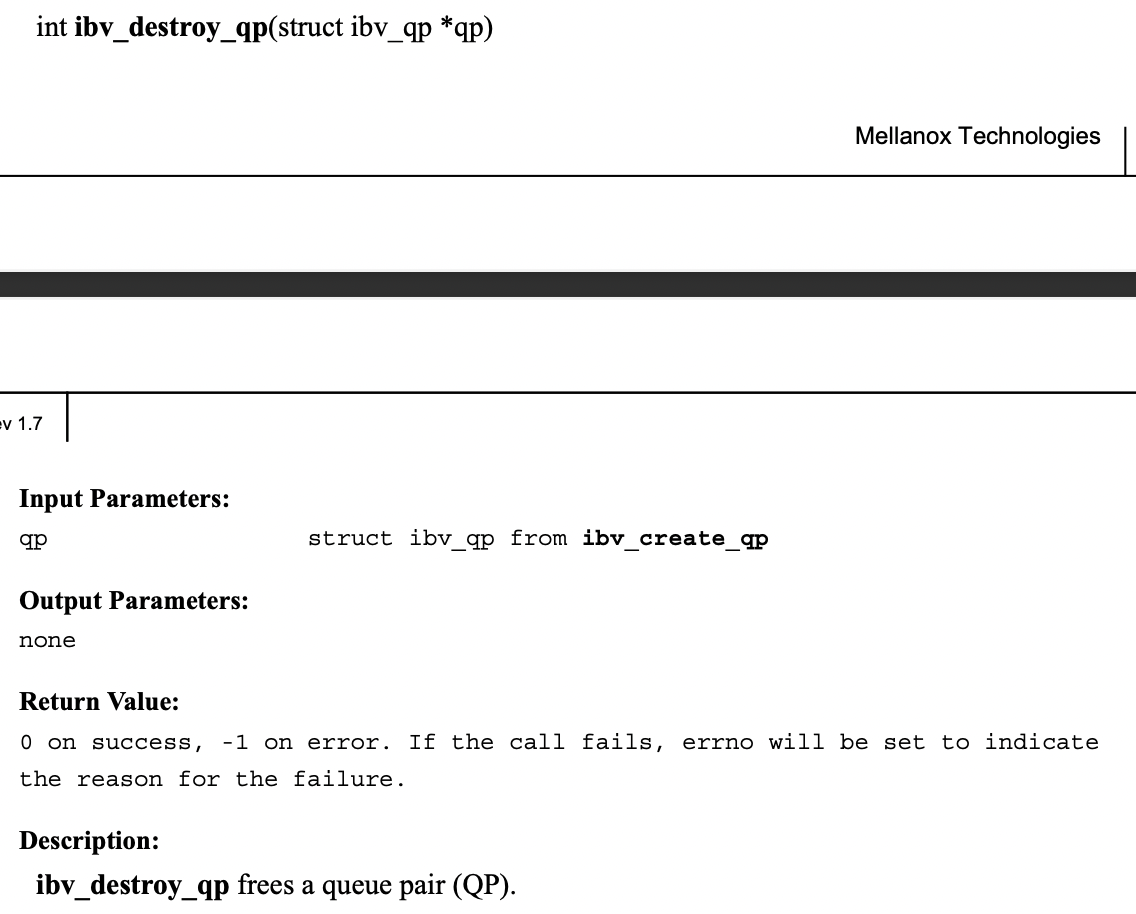 int ibv_destroy_qp(struct ibv_qp *qp)
Mellanox Technologies
ev 1.7
Input Parameters:
qp struct ibv_qp from ibv_create_qp
Output Parameters:
none
Return Value:
0 on success, -1 on error. If the call fails, errno will be set to indicate
the reason for the failure.
Description:
ibv_destroy_qp frees a queue pair (QP).